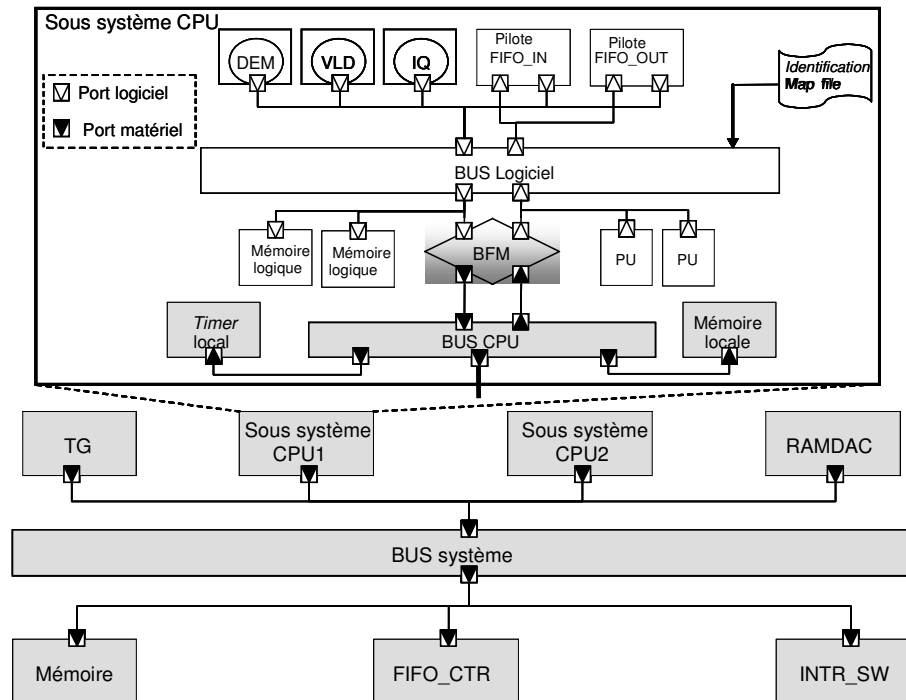 Sous système CPU
DEM
VLD
IQ
Pilote
FIFO_IN
Pilote
FIFO_OUT
Identification
Map file
Port logiciel
Port matériel
BUS Logiciel
Mémoire
logique
Mémoire
logique
BFM
PU
PU
Timer
local
BUS CPU
Mémoire
locale
TG
Sous système
CPU1
Sous système
CPU2
RAMDAC
BUS système
Mémoire
FIFO_CTR
INTR_SW